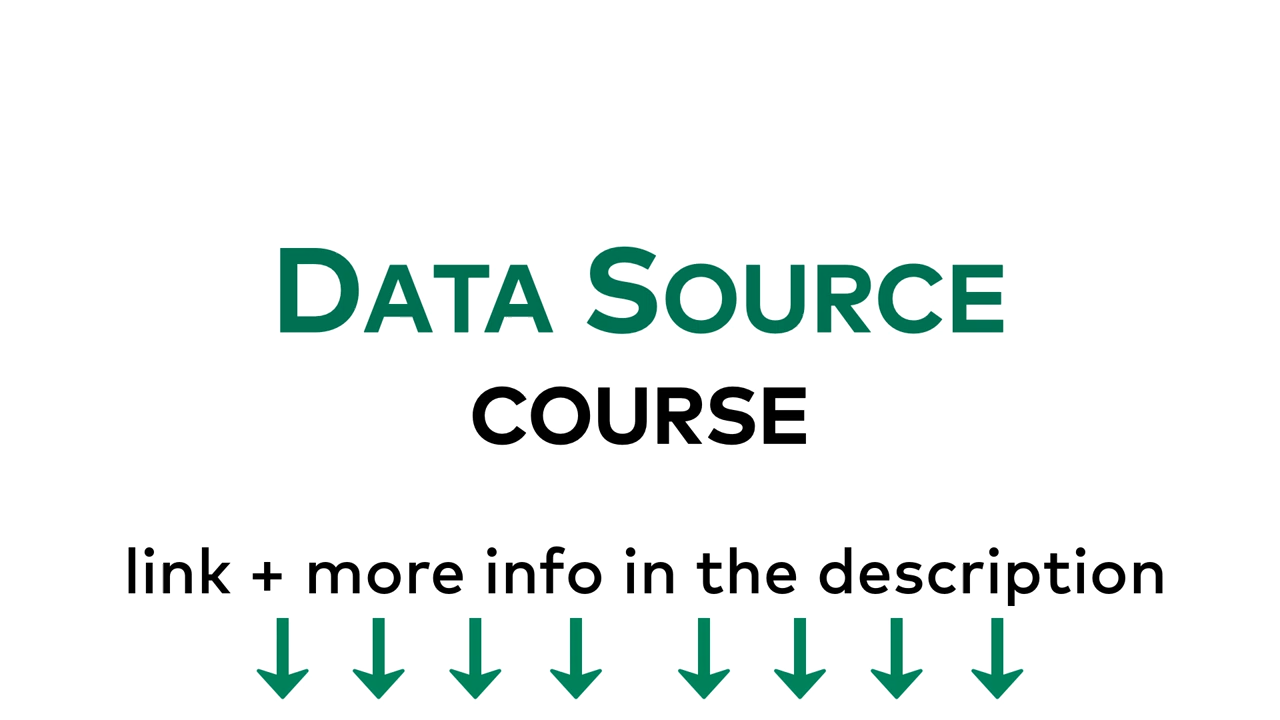 DATA SOURCE
COURSE
link + more info in the description
↓ ↓ ↓ ↓ ↓ ↓ ↓ ↓